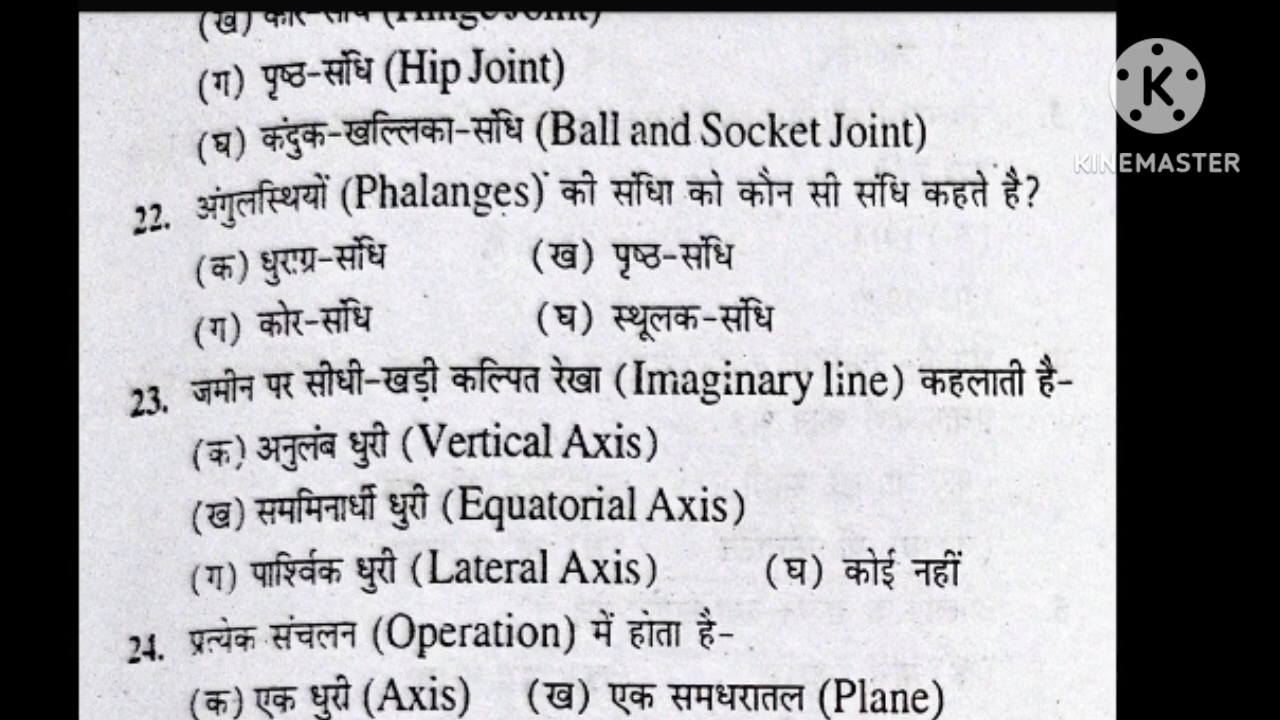 (ख) कोर-संधि (Hinge Joint)
(ग) पृष्ठ-संधि (Hip Joint)
(घ) कंदुक-खल्लिका-संधि (Ball and Socket Joint)
22. अंगुलस्थियों (Phalanges) की संधिा को कौन सी संधि कहते है?
(क) धुराग्र-संधि (ख) पृष्ठ-संधि
(ग) कोर-संधि (घ) स्थूलक-संधि
23. जमीन पर सीधी-खड़ी कल्पित रेखा (Imaginary line) कहलाती है-
(क) अनुलंब धुरी (Vertical Axis)
(ख) सममिनार्धी धुरी (Equatorial Axis)
(ग) पार्श्विक धुरी (Lateral Axis) (घ) कोई नहीं
24. प्रत्येक संचलन (Operation) में होता है-
(क) एक धुरी (Axis) (ख) एक समधरातल (Plane)
K
KINEMASTER